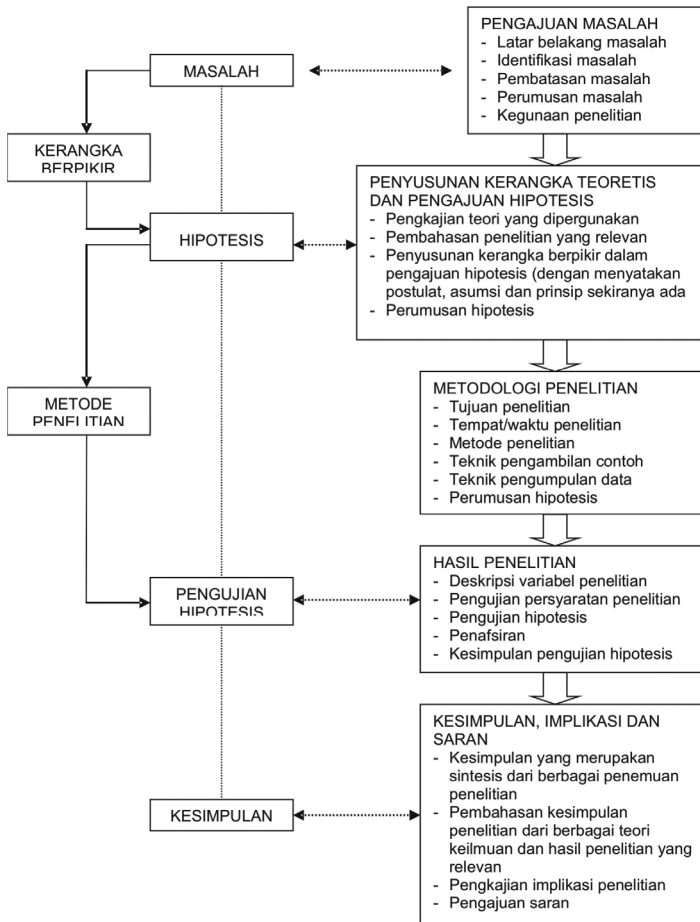 MASALAH
KERANGKA
BERPIKIR
HIPOTESIS
METODE
PENELITIAN
PENGUJIAN
HIPOTESIS
KESIMPULAN
PENGAJUAN MASALAH
- Latar belakang masalah
- Identifikasi masalah
- Pembatasan masalah
- Perumusan masalah
- Kegunaan penelitian
PENYUSUNAN KERANGKA TEORETIS
DAN PENGAJUAN HIPOTESIS
- Pengkajian teori yang dipergunakan
- Pembahasan penelitian yang relevan
- Penyusunan kerangka berpikir dalam
pengajuan hipotesis (dengan menyatakan
postulat, asumsi dan prinsip sekiranya ada
- Perumusan hipotesis
METODOLOGI PENELITIAN
- Tujuan penelitian
- Tempat/waktu penelitian
- Metode penelitian
- Teknik pengambilan contoh
- Teknik pengumpulan data
- Perumusan hipotesis
HASIL PENELITIAN
- Deskripsi variabel penelitian
- Pengujian persyaratan penelitian
- Pengujian hipotesis
- Penafsiran
- Kesimpulan pengujian hipotesis
KESIMPULAN, IMPLIKASI DAN
SARAN
- Kesimpulan yang merupakan
sintesis dari berbagai penemuan
penelitian
- Pembahasan kesimpulan
penelitian dari berbagai teori
keilmuan dan hasil penelitian yang
relevan
- Pengkajian implikasi penelitian
- Pengajuan saran